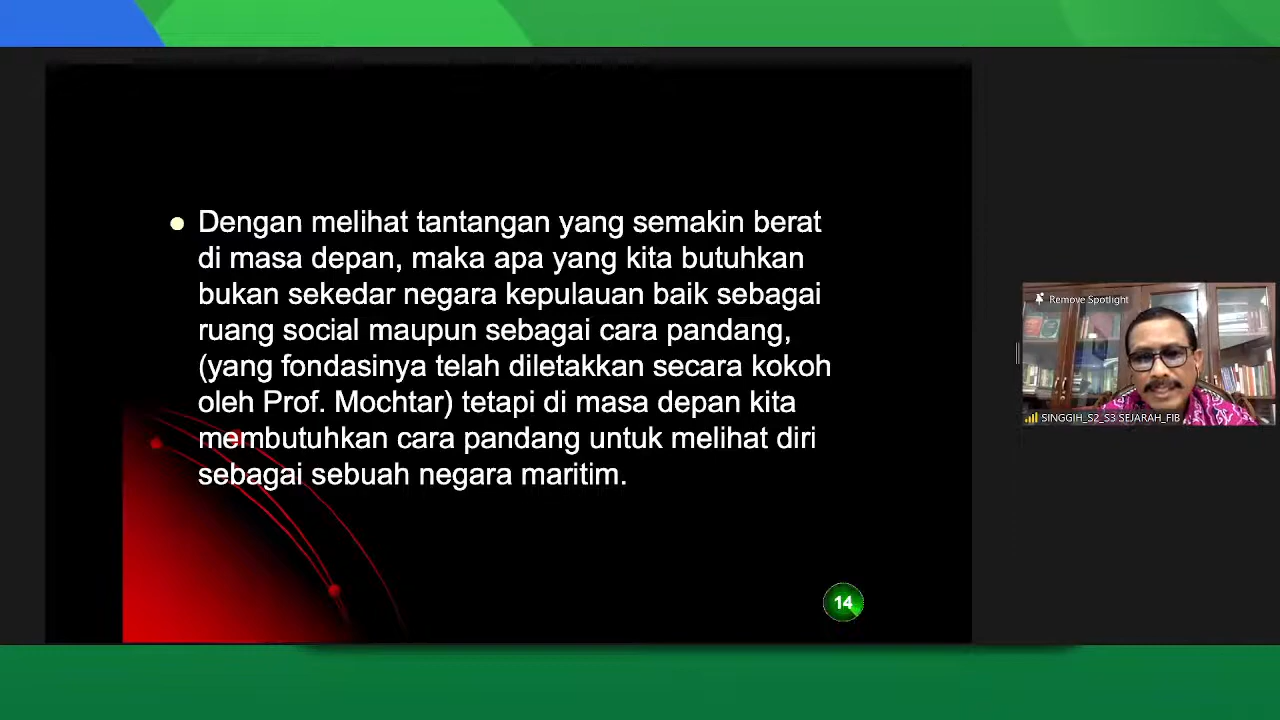 Dengan melihat tantangan yang semakin berat
di masa depan, maka apa yang kita butuhkan
bukan sekedar negara kepulauan baik sebagai
ruang social maupun sebagai cara pandang,
(yang fondasinya telah diletakkan secara kokoh
oleh Prof. Mochtar) tetapi di masa depan kita
membutuhkan cara pandang untuk melihat diri
sebagai sebuah negara maritim.
14
Remove Spotlight
SINGGIH_S2_S3 SEJARAH_FIB